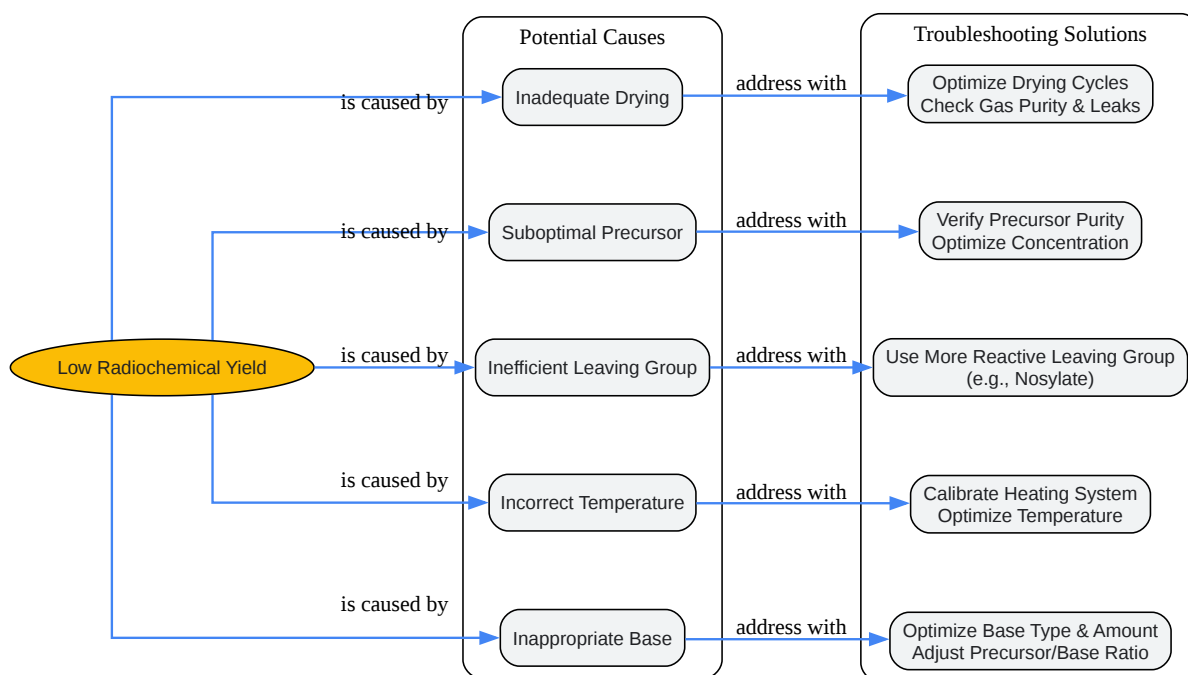 Potential Causes
Troubleshooting Solutions
is caused by
Inadequate Drying
address with
Optimize Drying Cycles
Check Gas Purity & Leaks
is caused by
Suboptimal Precursor
address with
Verify Precursor Purity
Optimize Concentration
Low Radiochemical Yield
is caused by
Inefficient Leaving Group
address with
Use More Reactive Leaving Group
(e.g., Nosylate)
is caused by
Incorrect Temperature
address with
Calibrate Heating System
Optimize Temperature
is caused by
Inappropriate Base
address with
Optimize Base Type & Amount
Adjust Precursor/Base Ratio